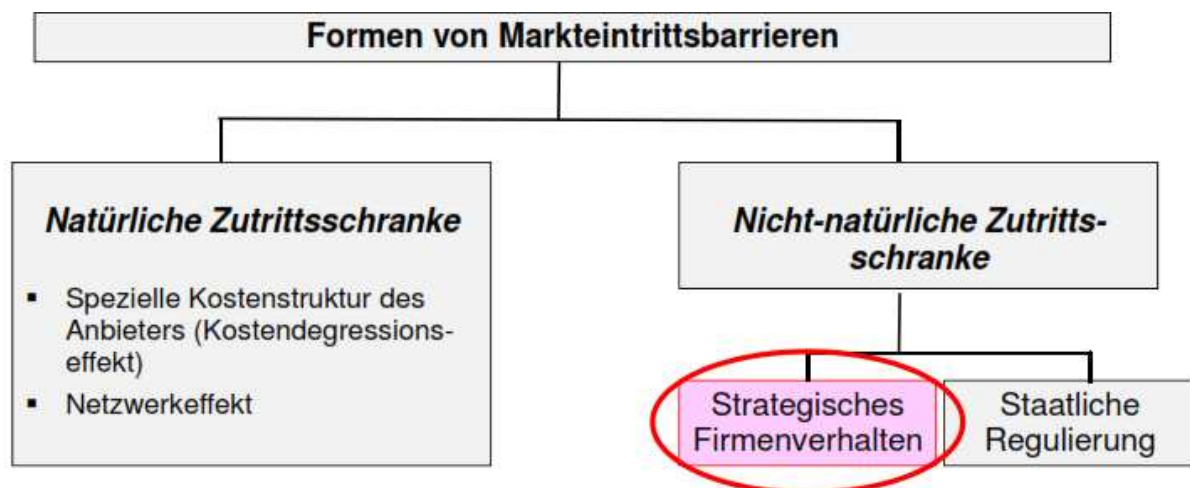 Formen von Markteintrittsbarrieren
Natürliche Zutrittsschranke
▪ Spezielle Kostenstruktur des
Anbieters (Kostendegressions-
effekt)
▪ Netzwerkeffekt
Nicht-natürliche Zutritts-
schranke
Strategisches
Firmenverhalten
Staatliche
Regulierung